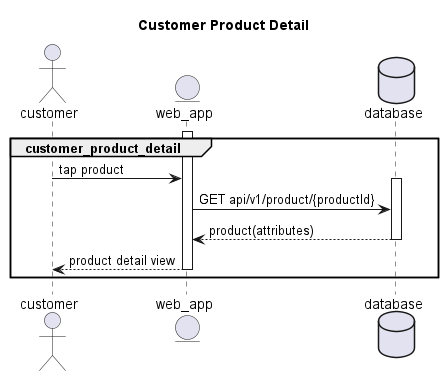 Customer Product Detail
customer
web_app
database
customer_product_detail
tap product
GET api/v1/product/{productId}
product(attributes)
product detail view
customer
web_app
database